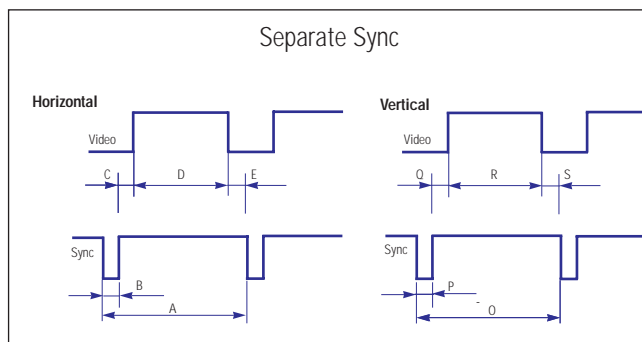 Separate Sync
Horizontal
Vertical
Video
Video
C
D
E
Q
R
S
Sync
Sync
B
P
-
A
O